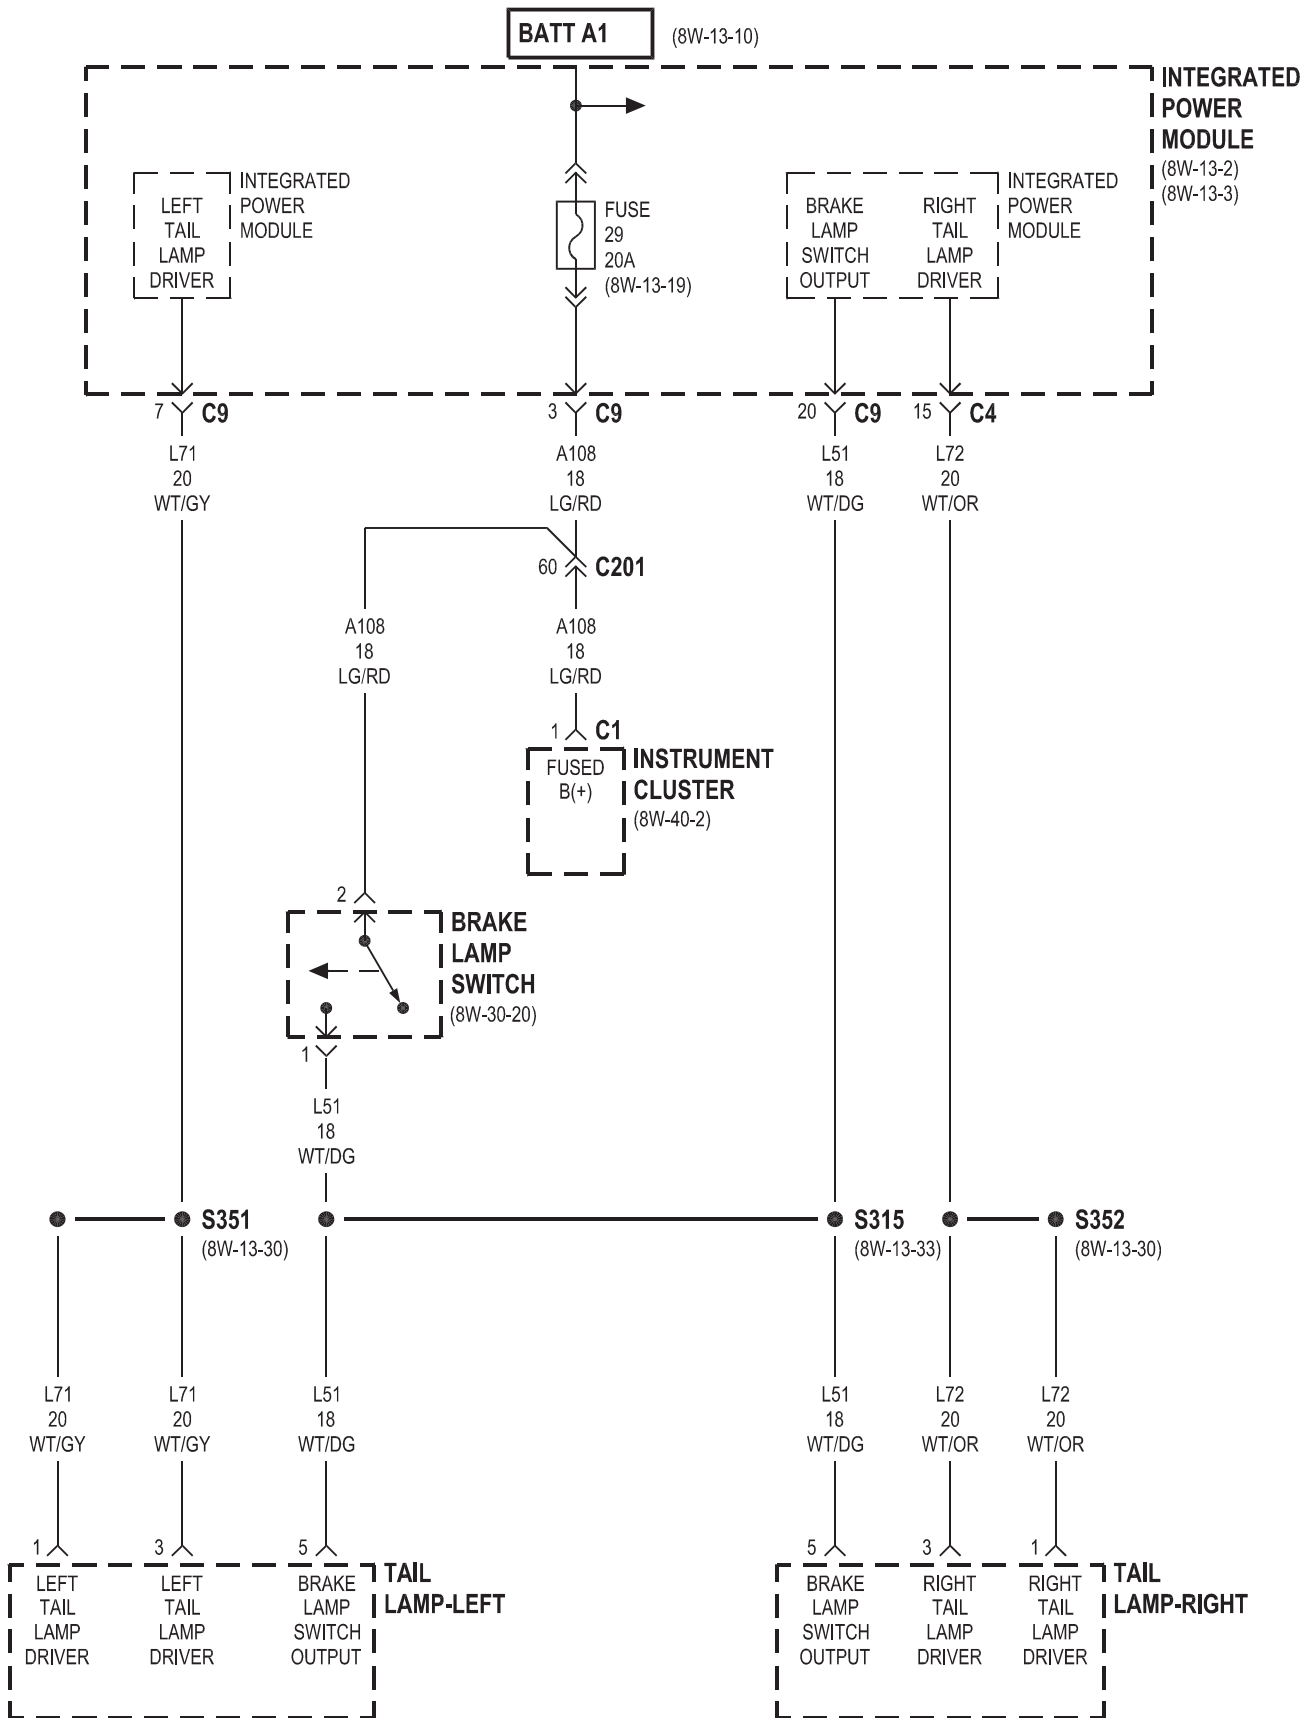 BATT A1 (8W-13-10)
INTEGRATED
POWER
MODULE
(8W-13-2)
(8W-13-3)
LEFT
TAIL
LAMP
DRIVER
INTEGRATED
POWER
MODULE
FUSE
29
20A
(8W-13-19)
BRAKE
LAMP
SWITCH
OUTPUT
RIGHT
TAIL
LAMP
DRIVER
INTEGRATED
POWER
MODULE
7 C9
3 C9
20 C9
15 C4
L71
20
WT/GY
A108
18
LG/RD
L51
18
WT/DG
L72
20
WT/OR
60 C201
A108
18
LG/RD
A108
18
LG/RD
1 C1
FUSED
B(+)
INSTRUMENT
CLUSTER
(8W-40-2)
2
BRAKE
LAMP
SWITCH
(8W-30-20)
1
L51
18
WT/DG
S351
(8W-13-30)
S315
(8W-13-33)
S352
(8W-13-30)
L71
20
WT/GY
L71
20
WT/GY
L51
18
WT/DG
L51
18
WT/DG
L72
20
WT/OR
L72
20
WT/OR
1
3
5
5
3
1
LEFT
TAIL
LAMP
DRIVER
LEFT
TAIL
LAMP
DRIVER
BRAKE
LAMP
SWITCH
OUTPUT
TAIL
LAMP-LEFT
BRAKE
LAMP
SWITCH
OUTPUT
RIGHT
TAIL
LAMP
DRIVER
RIGHT
TAIL
LAMP
DRIVER
TAIL
LAMP-RIGHT